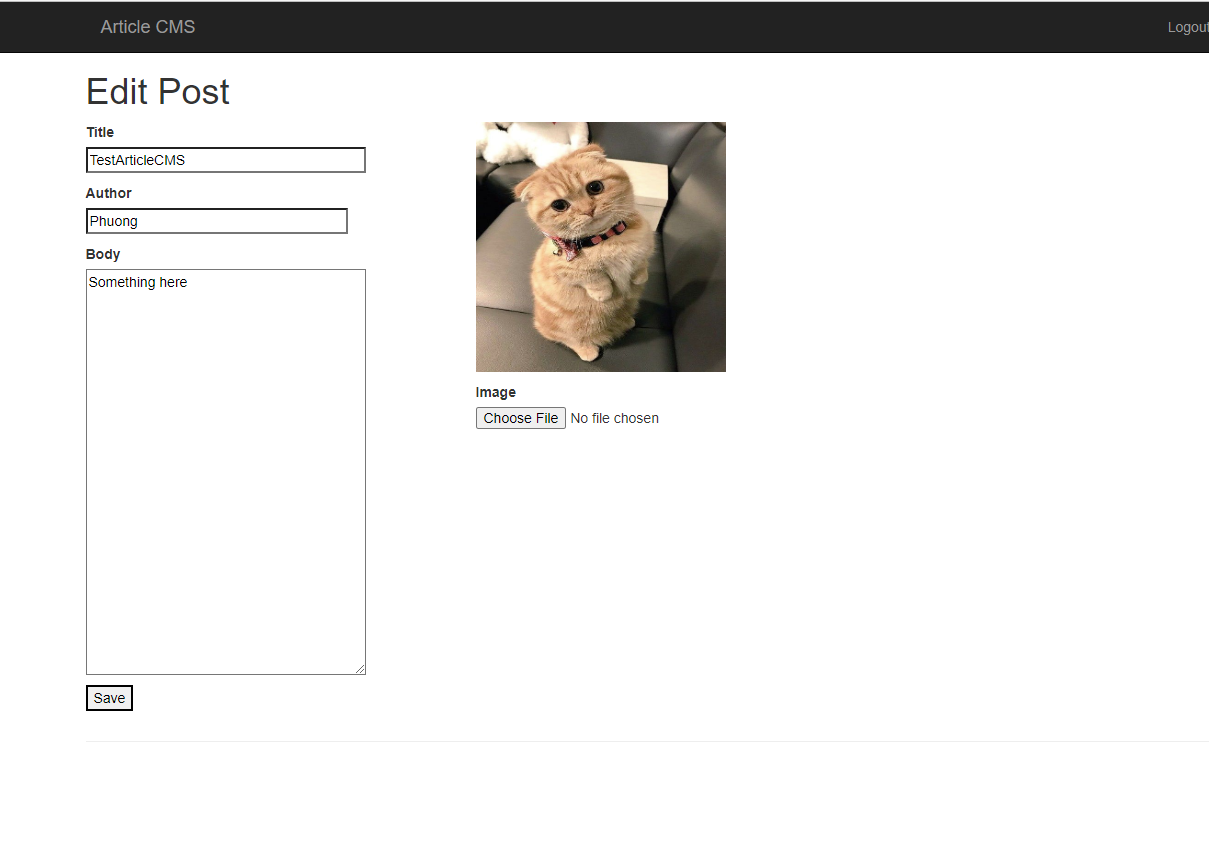 Article CMS
Logout
Edit Post
Title
TestArticleCMS
Author
Phuong
Body
Something here
Image
Choose File No file chosen
Save